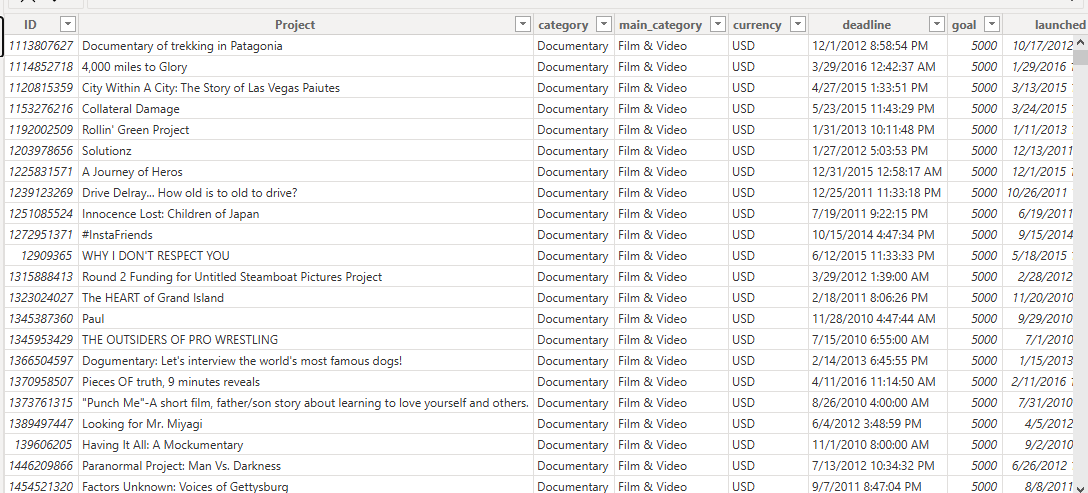 ID Project category main_category currency deadline goal launched
1113807627 Documentary of trekking in Patagonia Documentary Film & Video USD 12/1/2012 8:58:54 PM 5000 10/17/2012
1114852718 4,000 miles to Glory Documentary Film & Video USD 3/29/2016 12:42:37 AM 5000 1/29/2016 1
1120815359 City Within A City: The Story of Las Vegas Paiutes Documentary Film & Video USD 4/27/2015 1:33:51 PM 5000 3/13/2015
1153276216 Collateral Damage Documentary Film & Video USD 5/23/2015 11:43:29 PM 5000 3/24/2015
1192002509 Rollin' Green Project Documentary Film & Video USD 1/31/2013 10:11:48 PM 5000 1/11/2013
1203978656 Solutionz Documentary Film & Video USD 1/27/2012 5:03:53 PM 5000 12/13/2011
1225831571 A Journey of Heros Documentary Film & Video USD 12/31/2015 12:58:17 AM 5000 12/1/2015
1239123269 Drive Delray... How old is to old to drive? Documentary Film & Video USD 12/25/2011 11:33:18 PM 5000 10/26/2011
1251085524 Innocence Lost: Children of Japan Documentary Film & Video USD 7/19/2011 9:22:15 PM 5000 6/19/2011
1272951371 #InstaFriends Documentary Film & Video USD 10/15/2014 4:47:34 PM 5000 9/15/2014
12909365 WHY I DON'T RESPECT YOU Documentary Film & Video USD 6/12/2015 11:33:33 PM 5000 5/18/2015
1315888413 Round 2 Funding for Untitled Steamboat Pictures Project Documentary Film & Video USD 3/29/2012 1:39:00 AM 5000 2/28/2012
1323024027 The HEART of Grand Island Documentary Film & Video USD 2/18/2011 8:06:26 PM 5000 11/20/2010
1345387360 Paul Documentary Film & Video USD 11/28/2010 4:47:44 AM 5000 9/29/2010
1345953429 THE OUTSIDERS OF PRO WRESTLING Documentary Film & Video USD 7/15/2010 6:55:00 AM 5000 7/1/2010
1366504597 Dogumentary: Let's interview the world's most famous dogs! Documentary Film & Video USD 2/14/2013 6:45:55 PM 5000 1/15/2013
1370958507 Pieces OF truth, 9 minutes reveals Documentary Film & Video USD 4/11/2016 11:14:50 AM 5000 2/11/2016
1373761315 "Punch Me"-A short film, father/son story about learning to love yourself and others. Documentary Film & Video USD 8/26/2010 4:00:00 AM 5000 7/31/2010
1389497447 Looking for Mr. Miyagi Documentary Film & Video USD 6/4/2012 3:48:59 PM 5000 4/5/2012
139606205 Having It All: A Mockumentary Documentary Film & Video USD 11/1/2010 8:00:00 AM 5000 9/2/2010
1446209866 Paranormal Project: Man Vs. Darkness Documentary Film & Video USD 7/13/2012 10:34:32 PM 5000 6/26/2012
1454521320 Factors Unknown: Voices of Gettysburg Documentary Film & Video USD 9/7/2011 8:47:04 PM 5000 8/8/2011